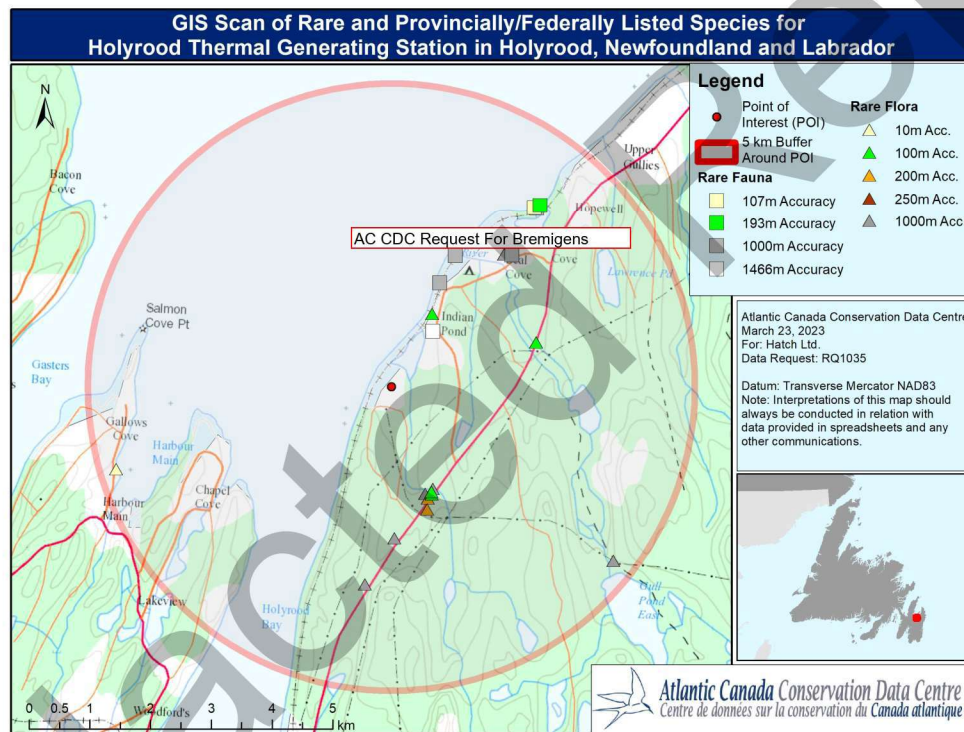 GIS Scan of Rare and Provincially/Federally Listed Species for
Holyrood Thermal Generating Station in Holyrood, Newfoundland and Labrador
N
Bacon
Cove
Upper
Gullies
Hopewell
AC CDC Request For Bremigens
Cove
Cove
Lawrence Pd
Salmon
Cove Pt
Indian
Pond
Gasters
Bay
Gallows
Cove
Harbour
Main
Chapel
Cove
Harbour
Main
Lakeview
Holyrood
Bay
Gull
Pond
East
Woodford's
0 0.5 1 2 3 4 5
km
Legend
Point of
Interest (POI)
5 km Buffer
Around POI
Rare Fauna
107m Accuracy
193m Accuracy
1000m Accuracy
1466m Accuracy
Rare Flora
10m Acc.
100m Acc.
200m Acc.
250m Acc.
1000m Acc
Atlantic Canada Conservation Data Centre
March 23, 2023
For: Hatch Ltd.
Data Request: RQ1035
Datum: Transverse Mercator NAD83
Note: Interpretations of this map should
always be conducted in relation with
data provided in spreadsheets and any
other communications.
Atlantic Canada Conservation Data Centre
Centre de données sur la conservation du Canada atlantique